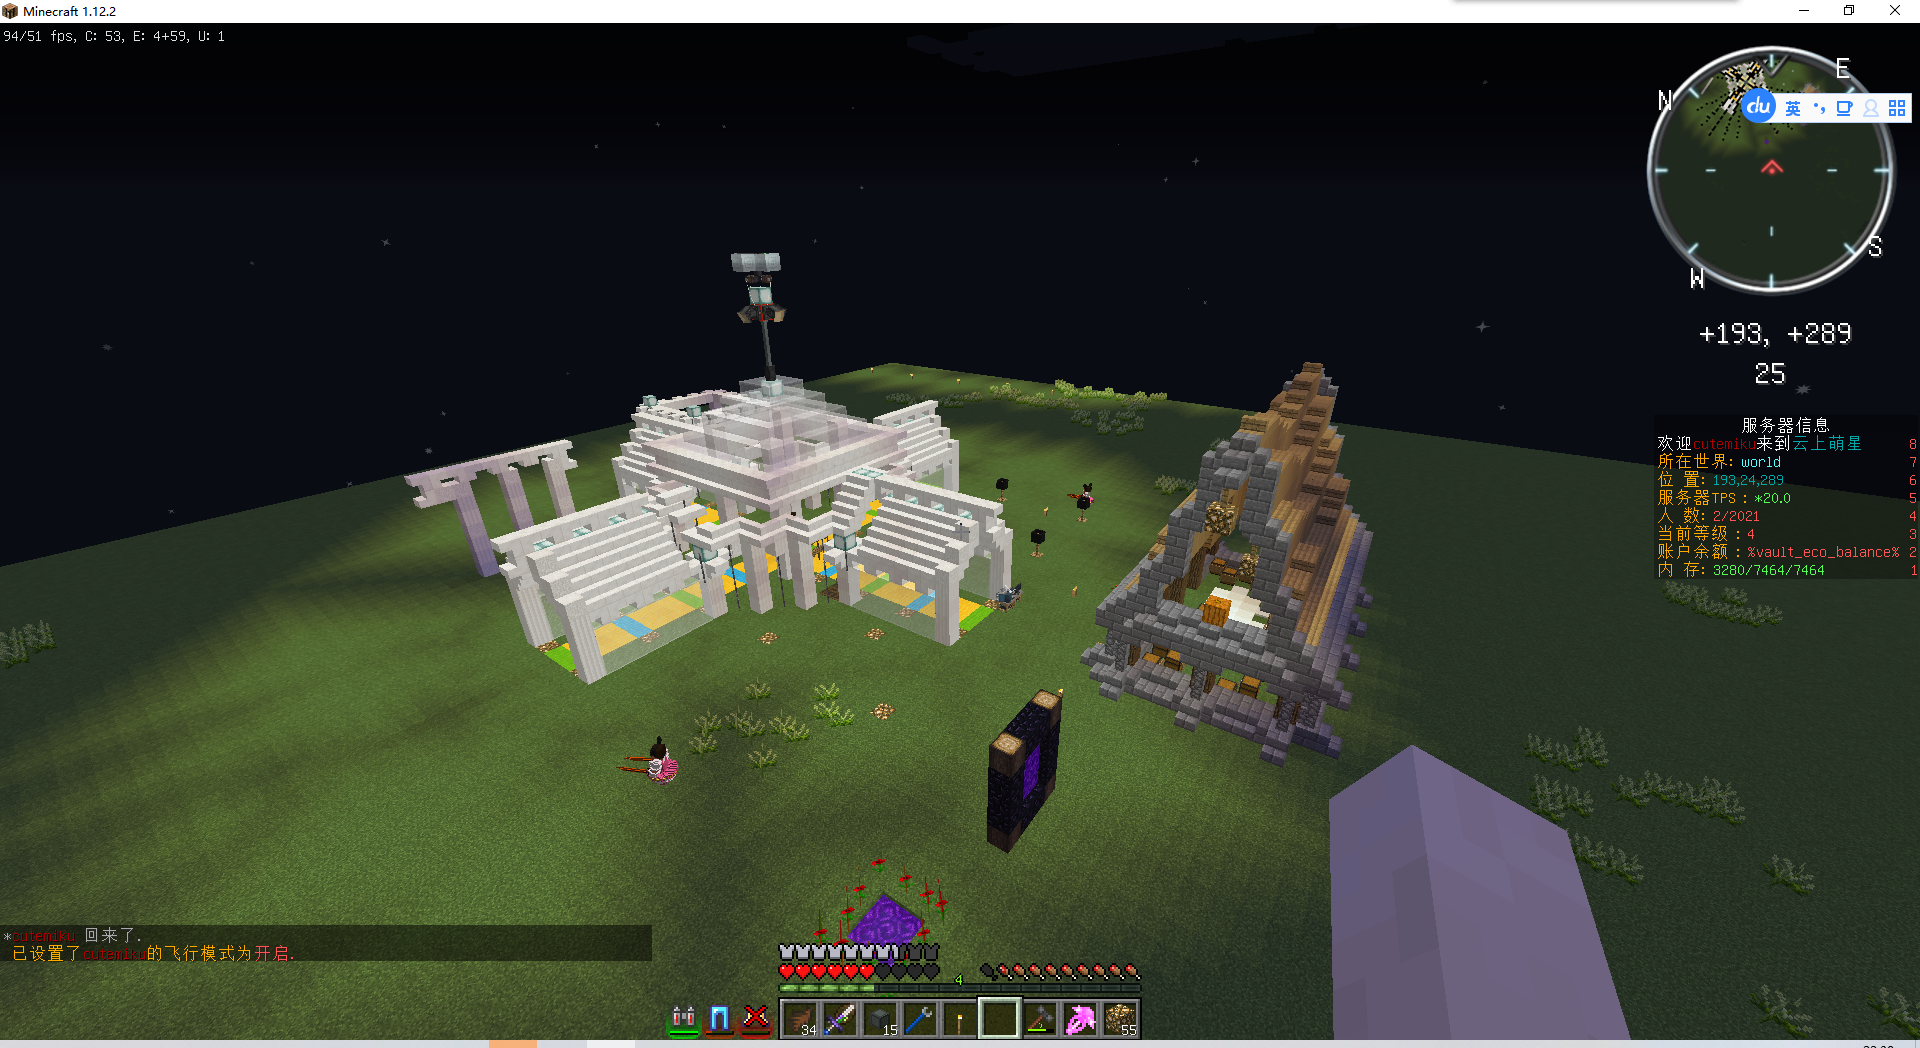 Minecraft 1.12.2
94/51 fps, C: 53, E: 4+59, U: 1
E
N
du 英
S
W
+193, +289
25
服务器信息
欢迎cutemiku来到云上萌星 8
所在世界: world 7
位 置: 193,24,289 6
服务器TPS : *20.0 5
人 数: 2/2021 4
当前等级 : 4 3
账户余额 : %vault_eco_balance% 2
内 存: 3280/7464/7464 1
*cutemiku 回来了.
已设置了cutemiku的飞行模式为开启.
4
34 15 55